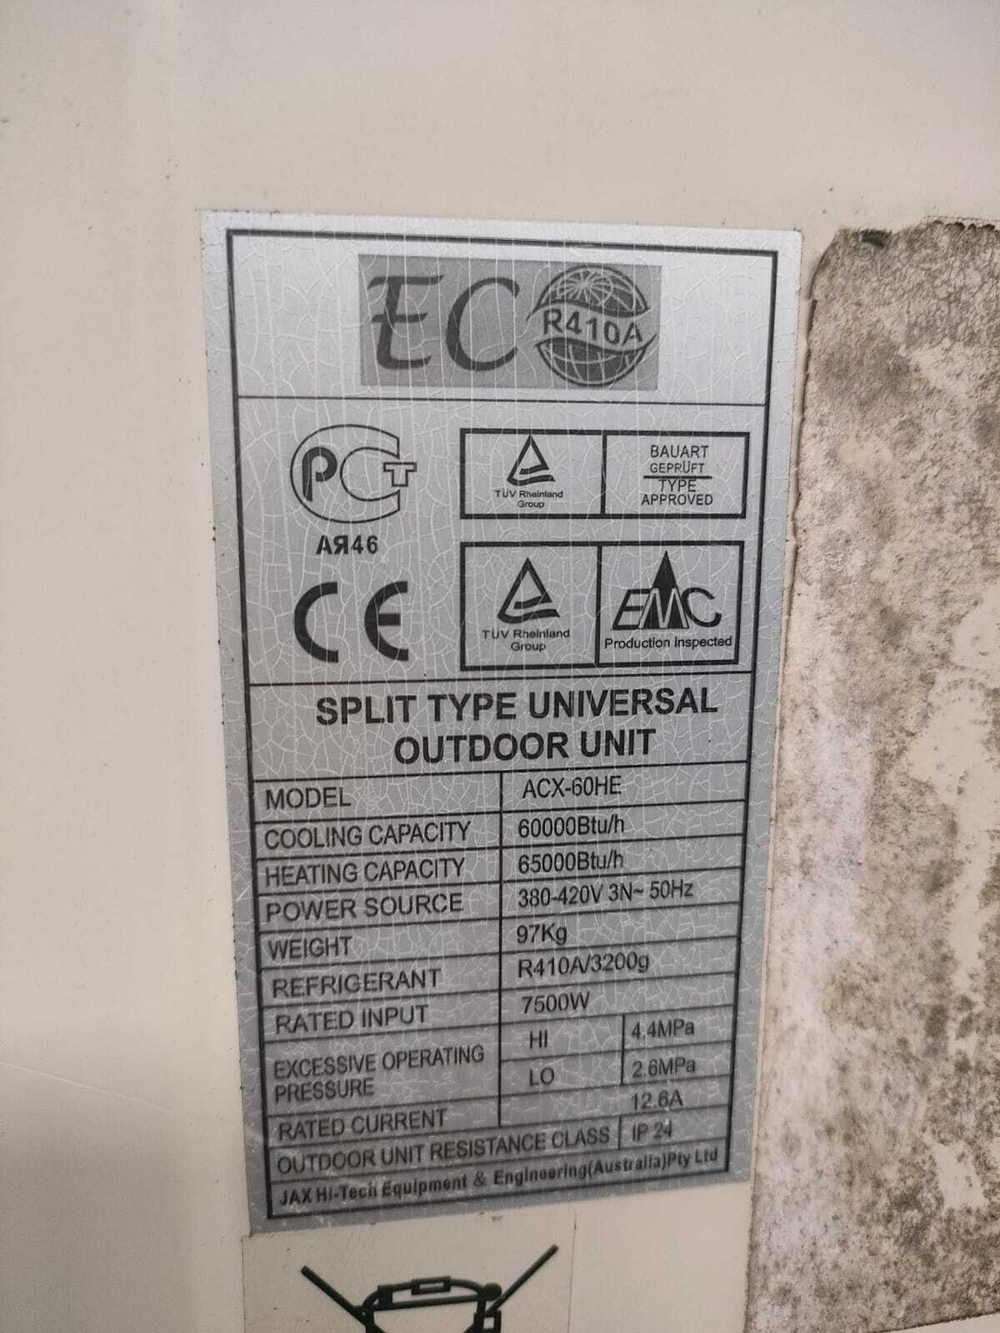 EC R410A
PCT
АЯ46
CE
TÜV Rheinland
Group
BAUART
GEPRÜFT
TYPE
APPROVED
TÜV Rheinland
Group
EMC
Production Inspected
SPLIT TYPE UNIVERSAL
OUTDOOR UNIT
MODEL ACX-60HE
COOLING CAPACITY 60000Btu/h
HEATING CAPACITY 65000Btu/h
POWER SOURCE 380-420V 3N~ 50Hz
WEIGHT 97Kg
REFRIGERANT R410A/3200g
RATED INPUT 7500W
EXCESSIVE OPERATING
PRESSURE
HI 4.4MPa
LO 2.6MPa
RATED CURRENT 12.6A
OUTDOOR UNIT RESISTANCE CLASS IP 24
JAX Hi-Tech Equipment & Engineering(Australia)Pty Ltd